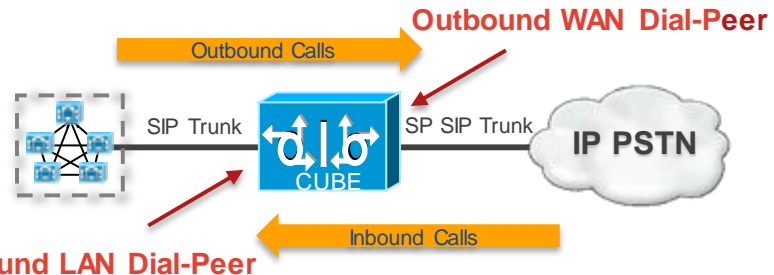 Outbound WAN Dial-Peer
Outbound Calls
SIP Trunk
SP SIP Trunk
IP PSTN
CUBE
Inbound Calls
und LAN Dial-Peer